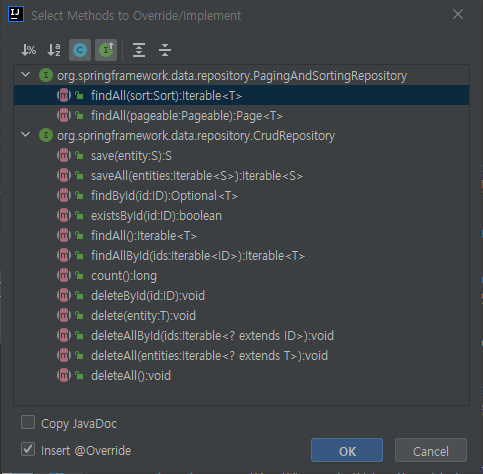 IJ Select Methods to Override/Implement
org.springframework.data.repository.PagingAndSortingRepository
findAll(sort:Sort):Iterable<T>
findAll(pageable:Pageable):Page<T>
org.springframework.data.repository.CrudRepository
save(entity:S):S
saveAll(entities:Iterable<S>):Iterable<S>
findById(id:ID):Optional<T>
existsById(id:ID):boolean
findAll():Iterable<T>
findAllById(ids:Iterable<ID>):Iterable<T>
count():long
deleteById(id:ID):void
delete(entity:T):void
deleteAllById(ids:Iterable<? extends ID>):void
deleteAll(entities:Iterable<? extends T>):void
deleteAll():void
Copy JavaDoc
Insert @Override
OK Cancel